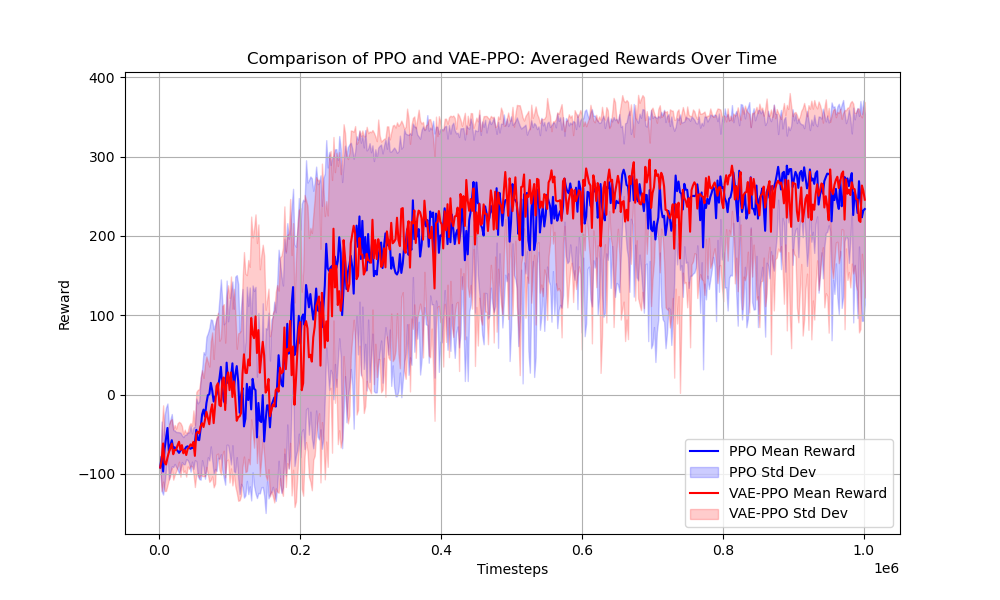 Comparison of PPO and VAE-PPO: Averaged Rewards Over Time
400
300
200
100
0
−100
Reward
PPO Mean Reward
PPO Std Dev
VAE-PPO Mean Reward
VAE-PPO Std Dev
0.0 0.2 0.4 0.6 0.8 1.0
1e6
Timesteps